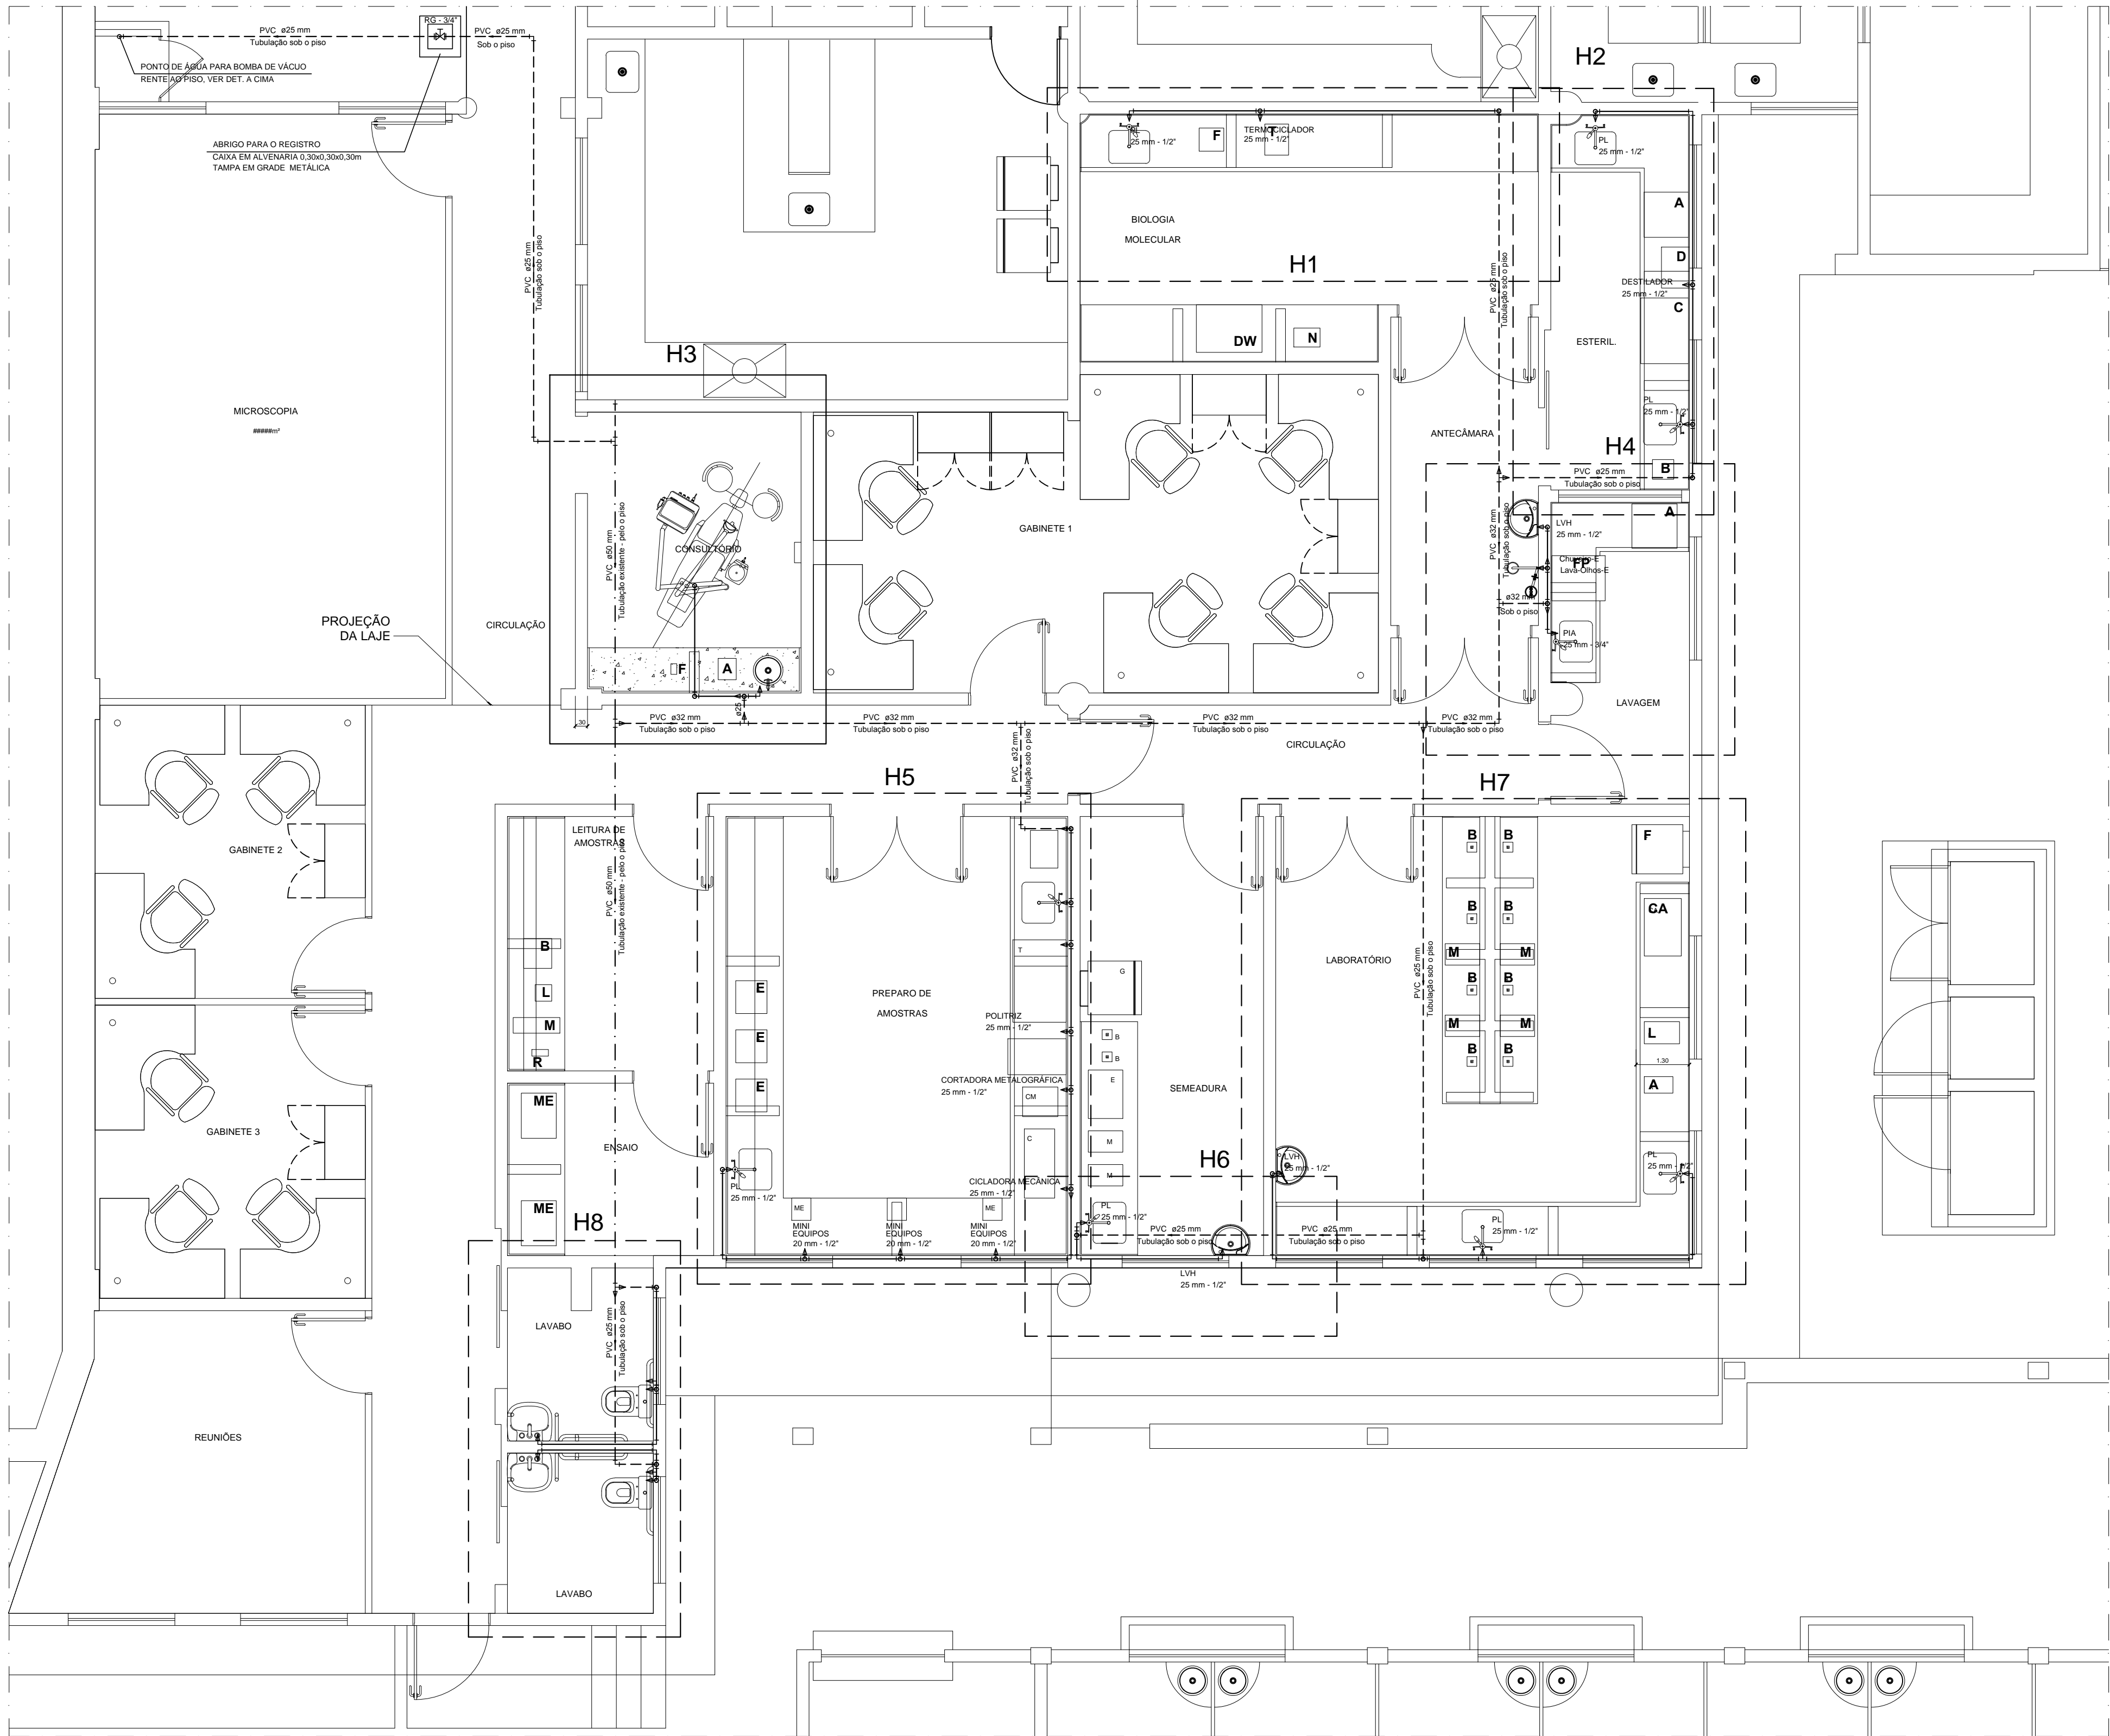 RG - 3/4"
PVC ø25 mm
Tubulação sob o piso
PVC ø25 mm
Sob o piso
PONTO DE ÁGUA PARA BOMBA DE VÁCUO
RENTE AO PISO, VER DET. A CIMA
ABRIGO PARA O REGISTRO
CAIXA EM ALVENARIA 0,30x0,30x0,30m
TAMPA EM GRADE METÁLICA
PVC ø25 mm
Tubulação sob o piso
H2
PL
25 mm - 1/2"
F
T
TERMOCICLADOR
25 mm - 1/2"
PL
25 mm - 1/2"
BIOLOGIA
MOLECULAR
H1
PVC ø25 mm
Tubulação sob o piso
A
D
DESTILADOR
25 mm - 1/2"
C
ESTERIL.
DW
N
H3
MICROSCOPIA
#####m²
PL
25 mm - 1/2"
ANTECÂMARA
H4
B
PVC ø25 mm
Tubulação sob o piso
PVC ø50 mm
Tubulação existente - pelo o piso
CONSULTÓRIO
GABINETE 1
PVC ø32 mm
Tubulação sob o piso
LVH
25 mm - 1/2"
A
Chuveiro-E
Lava-Olhos-E
FP
ø32 mm
Sob o piso
PIA
25 mm - 3/4"
PROJEÇÃO
DA LAJE
CIRCULAÇÃO
F
A
ø25
.30
LAVAGEM
PVC ø32 mm
Tubulação sob o piso
PVC ø32 mm
Tubulação sob o piso
PVC ø32 mm
Tubulação sob o piso
PVC ø32 mm
Tubulação sob o piso
CIRCULAÇÃO
PVC ø32 mm
Tubulação sob o piso
H5
H7
LEITURA DE
AMOSTRAS
GABINETE 2
PVC ø50 mm
Tubulação existente - pelo o piso
B
L
M
R
E
E
E
PREPARO DE
AMOSTRAS
T
POLITRIZ
25 mm - 1/2"
CORTADORA METALOGRÁFICA
25 mm - 1/2"
CM
C
CICLADORA MECÂNICA
25 mm - 1/2"
G
B
B
E
M
M
SEMEADURA
LABORATÓRIO
PVC ø25 mm
Tubulação sob o piso
B
B
B
B
M
M
B
B
M
M
B
B
F
CA
L
1.30
A
GABINETE 3
ME
ENSAIO
ME
H8
PL
25 mm - 1/2"
ME
MINI
EQUIPOS
20 mm - 1/2"
MINI
EQUIPOS
20 mm - 1/2"
ME
MINI
EQUIPOS
20 mm - 1/2"
H6
LVH
25 mm - 1/2"
PL
25 mm - 1/2"
PL
25 mm - 1/2"
PVC ø25 mm
Tubulação sob o piso
PVC ø25 mm
Tubulação sob o piso
PL
25 mm - 1/2"
LVH
25 mm - 1/2"
LAVABO
PVC ø25 mm
Tubulação sob o piso
REUNIÕES
LAVABO